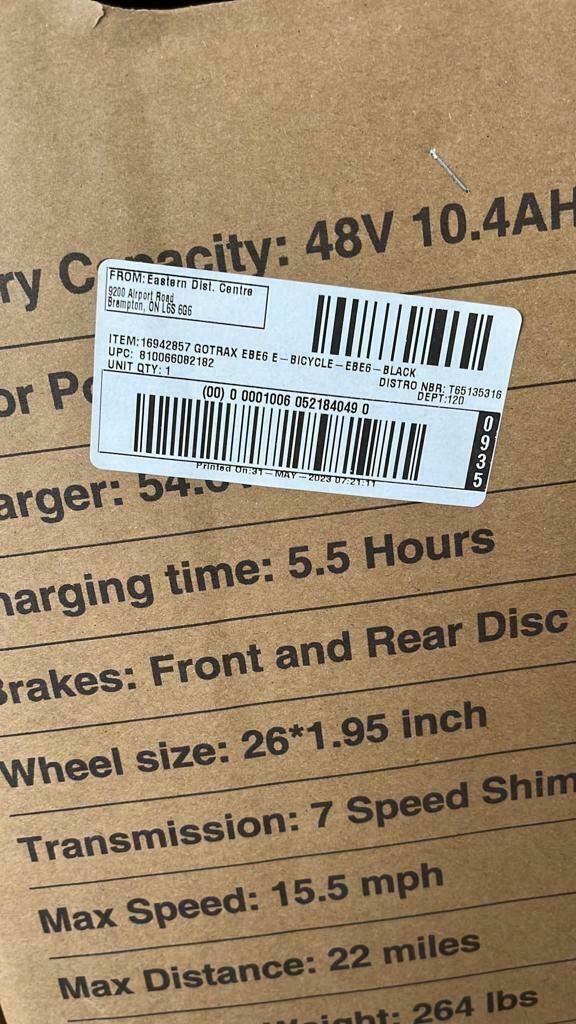 ry Capacity: 48V 10.4AH
FROM: Eastern Dist. Centre
9200 Airport Road
Brampton, ON L6S 6G6
ITEM:16942857 GOTRAX EBE6 E-BICYCLE-EBE6-BLACK
UPC: 810066082182
DISTRO NBR: T65135316
UNIT QTY: 1
DEPT:120
(00) 0 0001006 052184049 0
0935
Printed On:31-MAY-2023 07:21:11
or Po
arger: 54.6
harging time: 5.5 Hours
Brakes: Front and Rear Disc
Wheel size: 26*1.95 inch
Transmission: 7 Speed Shim
Max Speed: 15.5 mph
Max Distance: 22 miles
Weight: 264 lbs